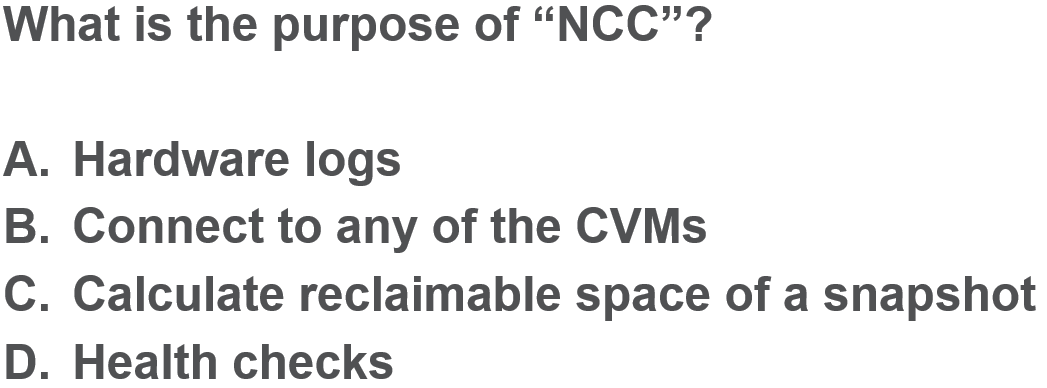 What is the purpose of “NCC”?
A. Hardware logs
B. Connect to any of the CVMs
C. Calculate reclaimable space of a snapshot
D. Health checks